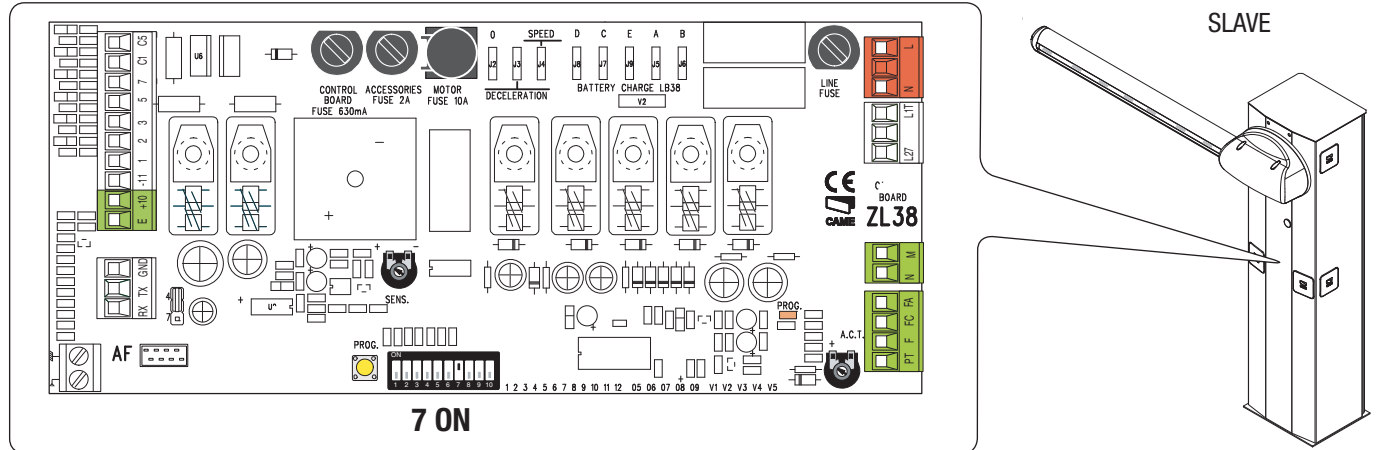 SLAVE
C5
C1
7
5
3
2
1
-11
+10
E
GND
TX
RX
4
7
AF
U6
CONTROL BOARD FUSE 630mA
ACCESSORIES FUSE 2A
MOTOR FUSE 10A
O
SPEED
J2
J3
J4
DECELERATION
D C E A B
J8 J7 J9 J5 J6
BATTERY CHARGE LB38
V2
LINE FUSE
L
N
L1T
L2T
CE
CAME
BOARD
ZL38
SENS.
M
N
FA
FC
F
PT
PROG.
A.C.T.
PROG.
ON
1 2 3 4 5 6 7 8 9 10
1 2 3 4 5 6 7 8 9 10 11 12 05 06 07 08 09 V1 V2 V3 V4 V5
7 ON